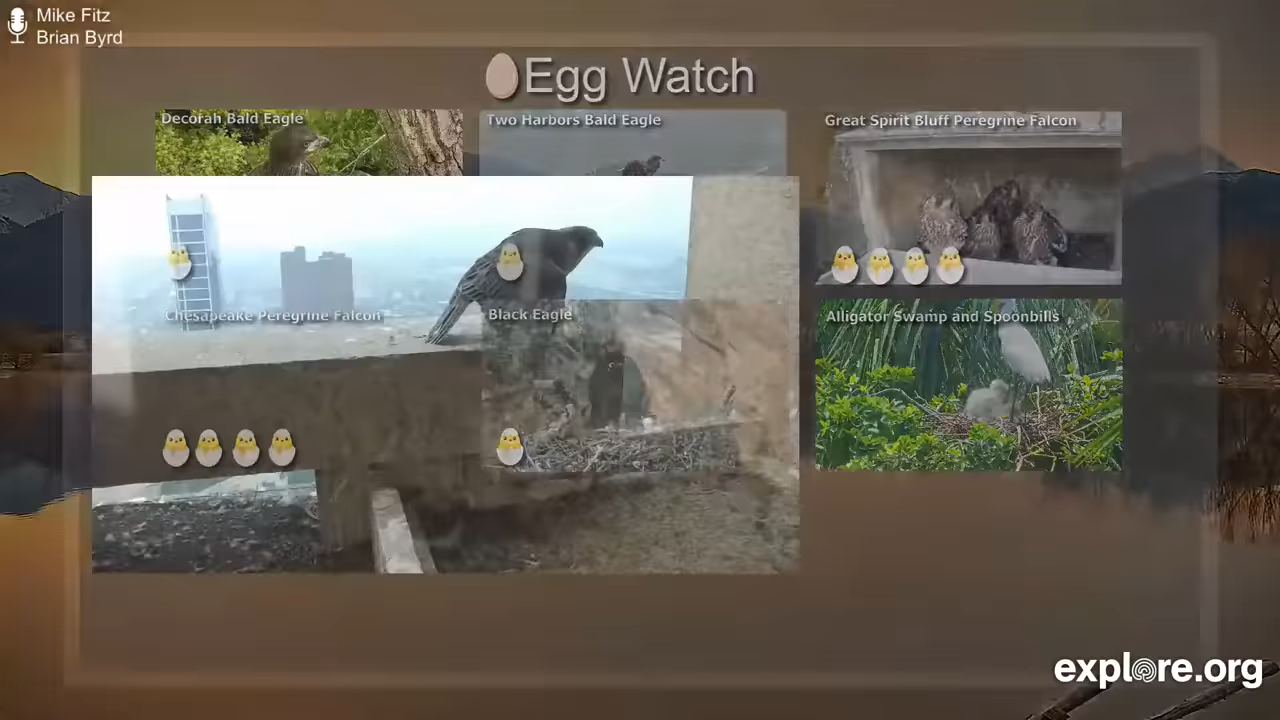 Mike Fitz
Brian Byrd
Egg Watch
Decorah Bald Eagle
Two Harbors Bald Eagle
Great Spirit Bluff Peregrine Falcon
Chesapeake Peregrine Falcon
Black Eagle
Alligator Swamp and Spoonbills
explore.org